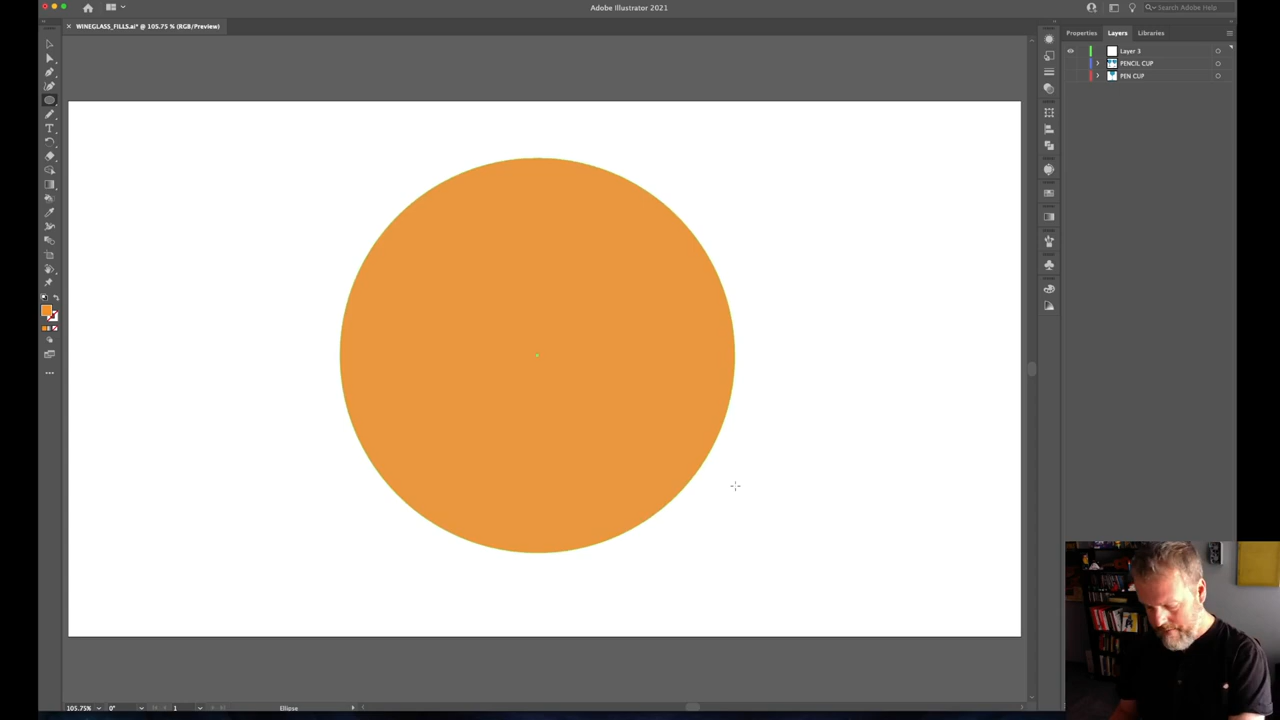 Adobe Illustrator 2021
Search Adobe Help
× WINEGLASS_FILLS.ai* @ 105.75 % (RGB/Preview)
Properties Layers Libraries
Layer 3
PENCIL CUP
PEN CUP
105.75% 0° 1 Ellipse